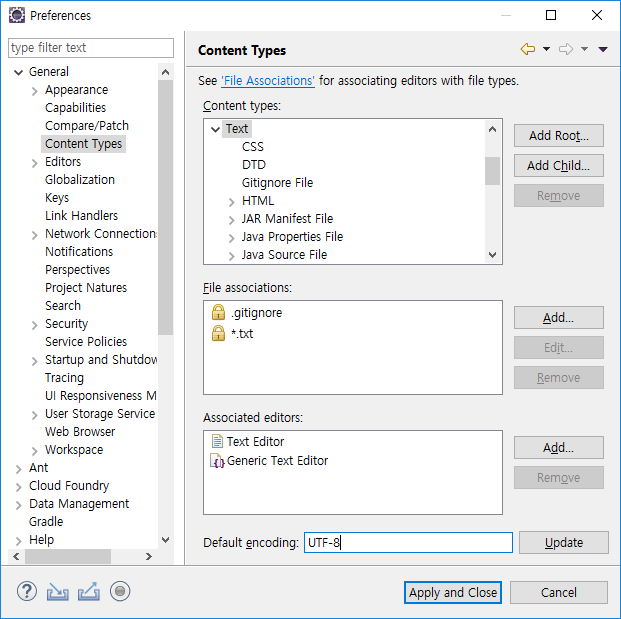 Preferences
type filter text
General
Appearance
Capabilities
Compare/Patch
Content Types
Editors
Globalization
Keys
Link Handlers
Network Connection
Notifications
Perspectives
Project Natures
Search
Security
Service Policies
Startup and Shutdow
Tracing
UI Responsiveness M
User Storage Service
Web Browser
Workspace
Ant
Cloud Foundry
Data Management
Gradle
Help
Content Types
See 'File Associations' for associating editors with file types.
Content types:
Text
CSS
DTD
Gitignore File
HTML
JAR Manifest File
Java Properties File
Java Source File
Add Root...
Add Child...
Remove
File associations:
.gitignore
*.txt
Add...
Edit...
Remove
Associated editors:
Text Editor
Generic Text Editor
Add...
Remove
Default encoding: UTF-8 Update
Apply and Close Cancel